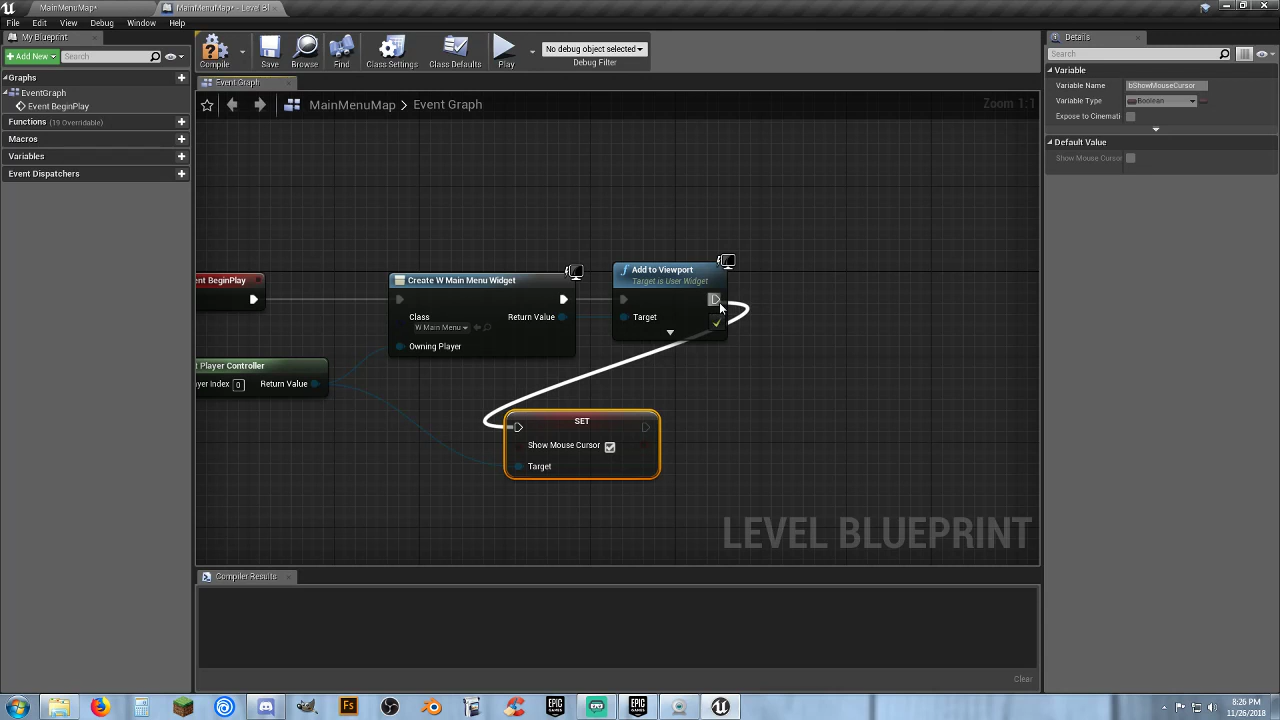 MainMenuMap*
MainMenuMap* - Level Bl
File Edit View Debug Window Help
My Blueprint
Add New
Search
Graphs
EventGraph
Event BeginPlay
Functions (19 Overridable)
Macros
Variables
Event Dispatchers
Compile
Save
Browse
Find
Class Settings
Class Defaults
Play
No debug object selected
Debug Filter
Event Graph
MainMenuMap > Event Graph
Zoom 1:1
ent BeginPlay
Create W Main Menu Widget
Class
W Main Menu
Return Value
Owning Player
Add to Viewport
Target is User Widget
Target
t Player Controller
yer Index 0
Return Value
SET
Show Mouse Cursor
Target
LEVEL BLUEPRINT
Compiler Results
Clear
Details
Search
Variable
Variable Name bShowMouseCursor
Variable Type Boolean
Expose to Cinemati
Default Value
Show Mouse Cursor
Fs
EPIC GAMES
EPIC GAMES
8:26 PM
11/26/2018